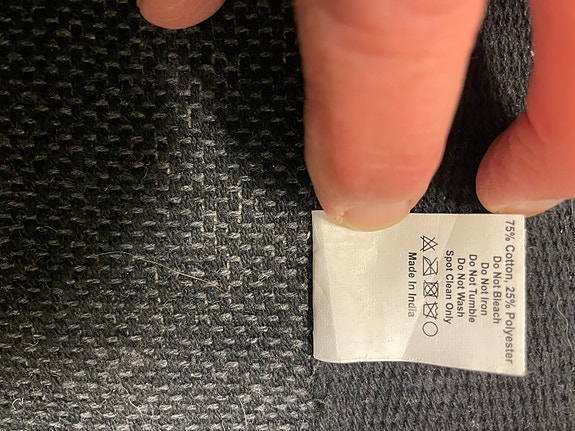 75% Cotton, 25% Polyester
Do Not Bleach
Do Not Iron
Do Not Tumble
Do Not Wash
Spot Clean Only
Made In India